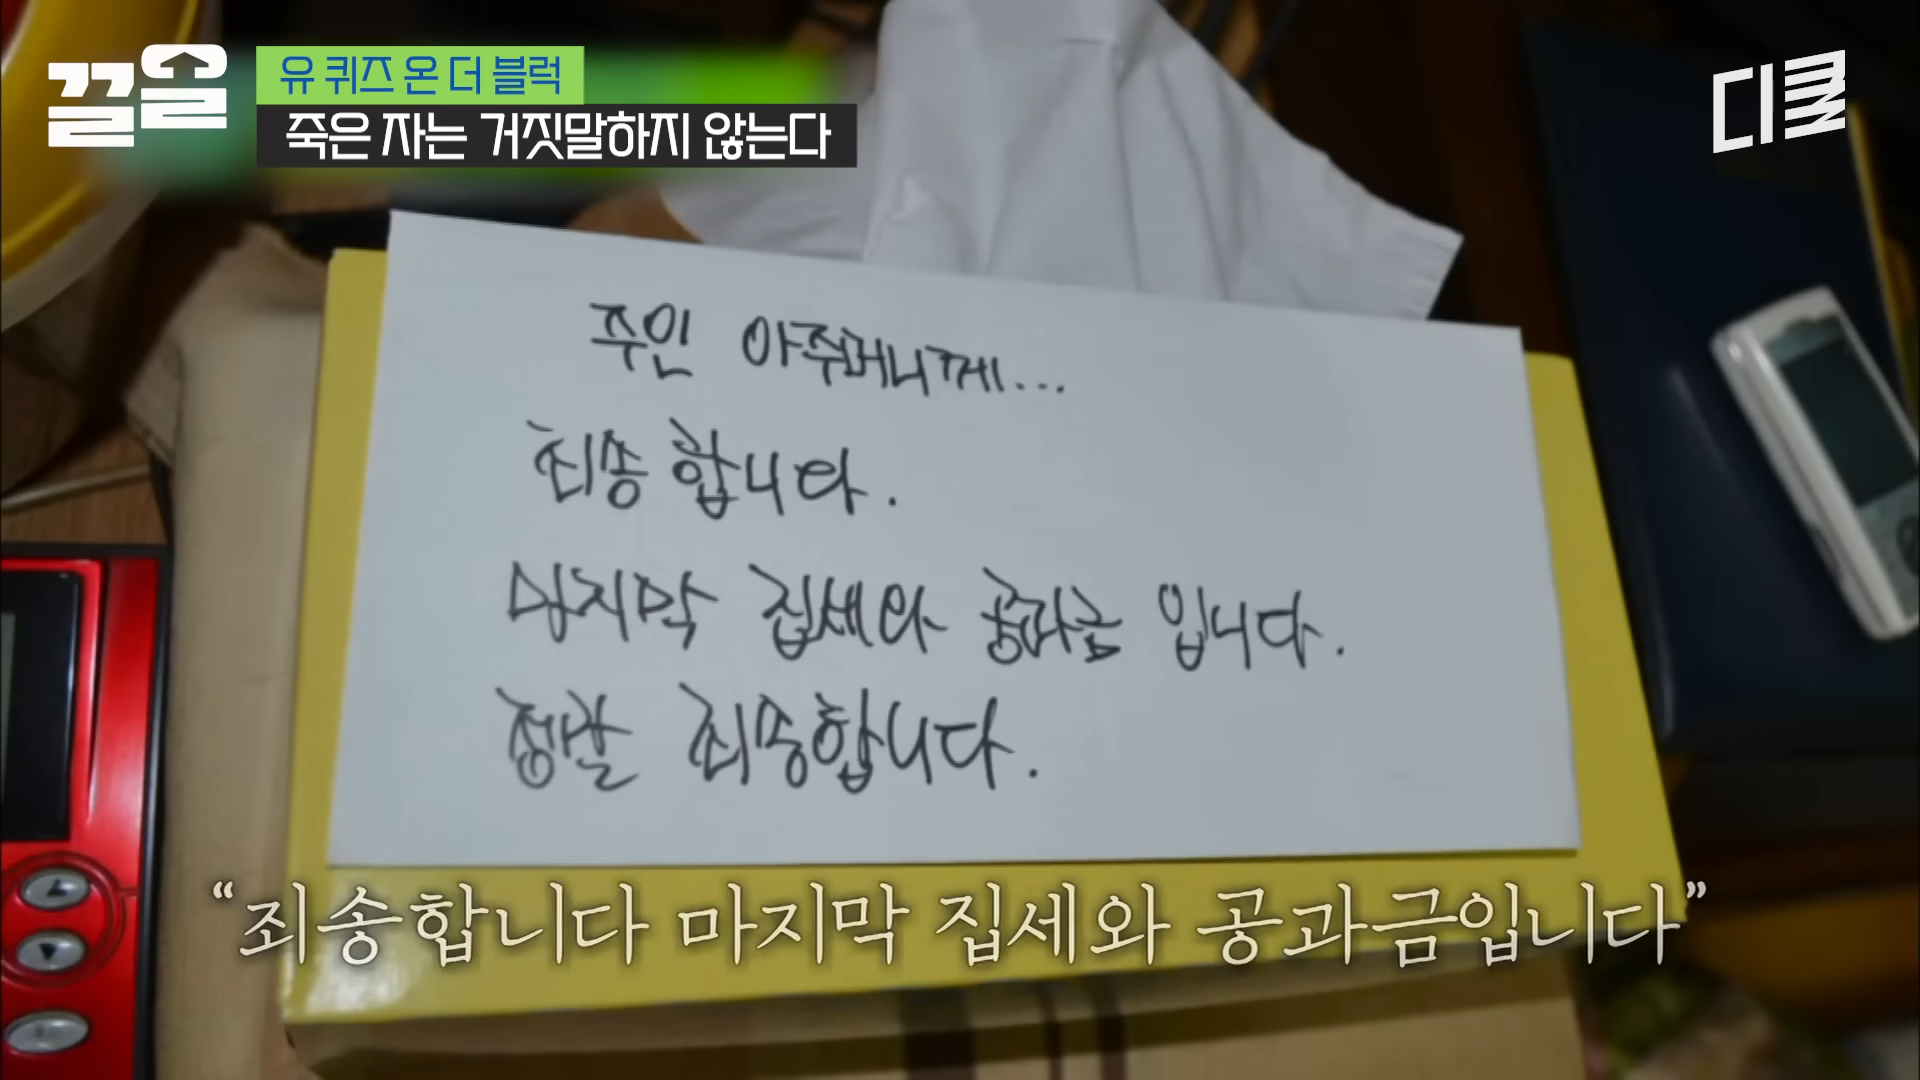 끌올
유 퀴즈 온 더 블럭
죽은 자는 거짓말하지 않는다
디글
주인 아주머니께...
죄송합니다.
마지막 집세와 공과금 입니다.
정말 죄송합니다.
“죄송합니다 마지막 집세와 공과금입니다”